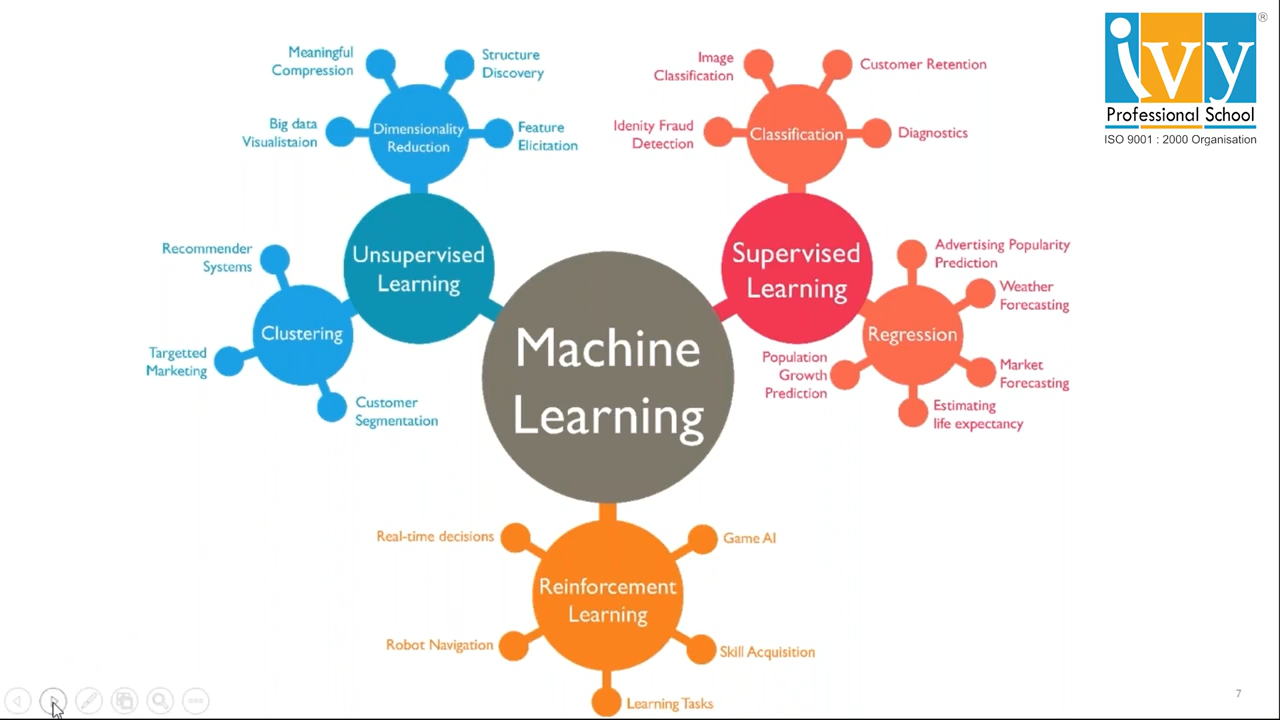 ivy
®
Professional School
ISO 9001 : 2000 Organisation
Meaningful
Compression
Structure
Discovery
Big data
Visualistaion
Dimensionality
Reduction
Feature
Elicitation
Image
Classification
Customer Retention
Idenity Fraud
Detection
Classification
Diagnostics
Unsupervised
Learning
Supervised
Learning
Recommender
Systems
Clustering
Targetted
Marketing
Customer
Segmentation
Machine
Learning
Advertising Popularity
Prediction
Weather
Forecasting
Regression
Population
Growth
Prediction
Market
Forecasting
Estimating
life expectancy
Real-time decisions
Game AI
Reinforcement
Learning
Robot Navigation
Skill Acquisition
Learning Tasks
7